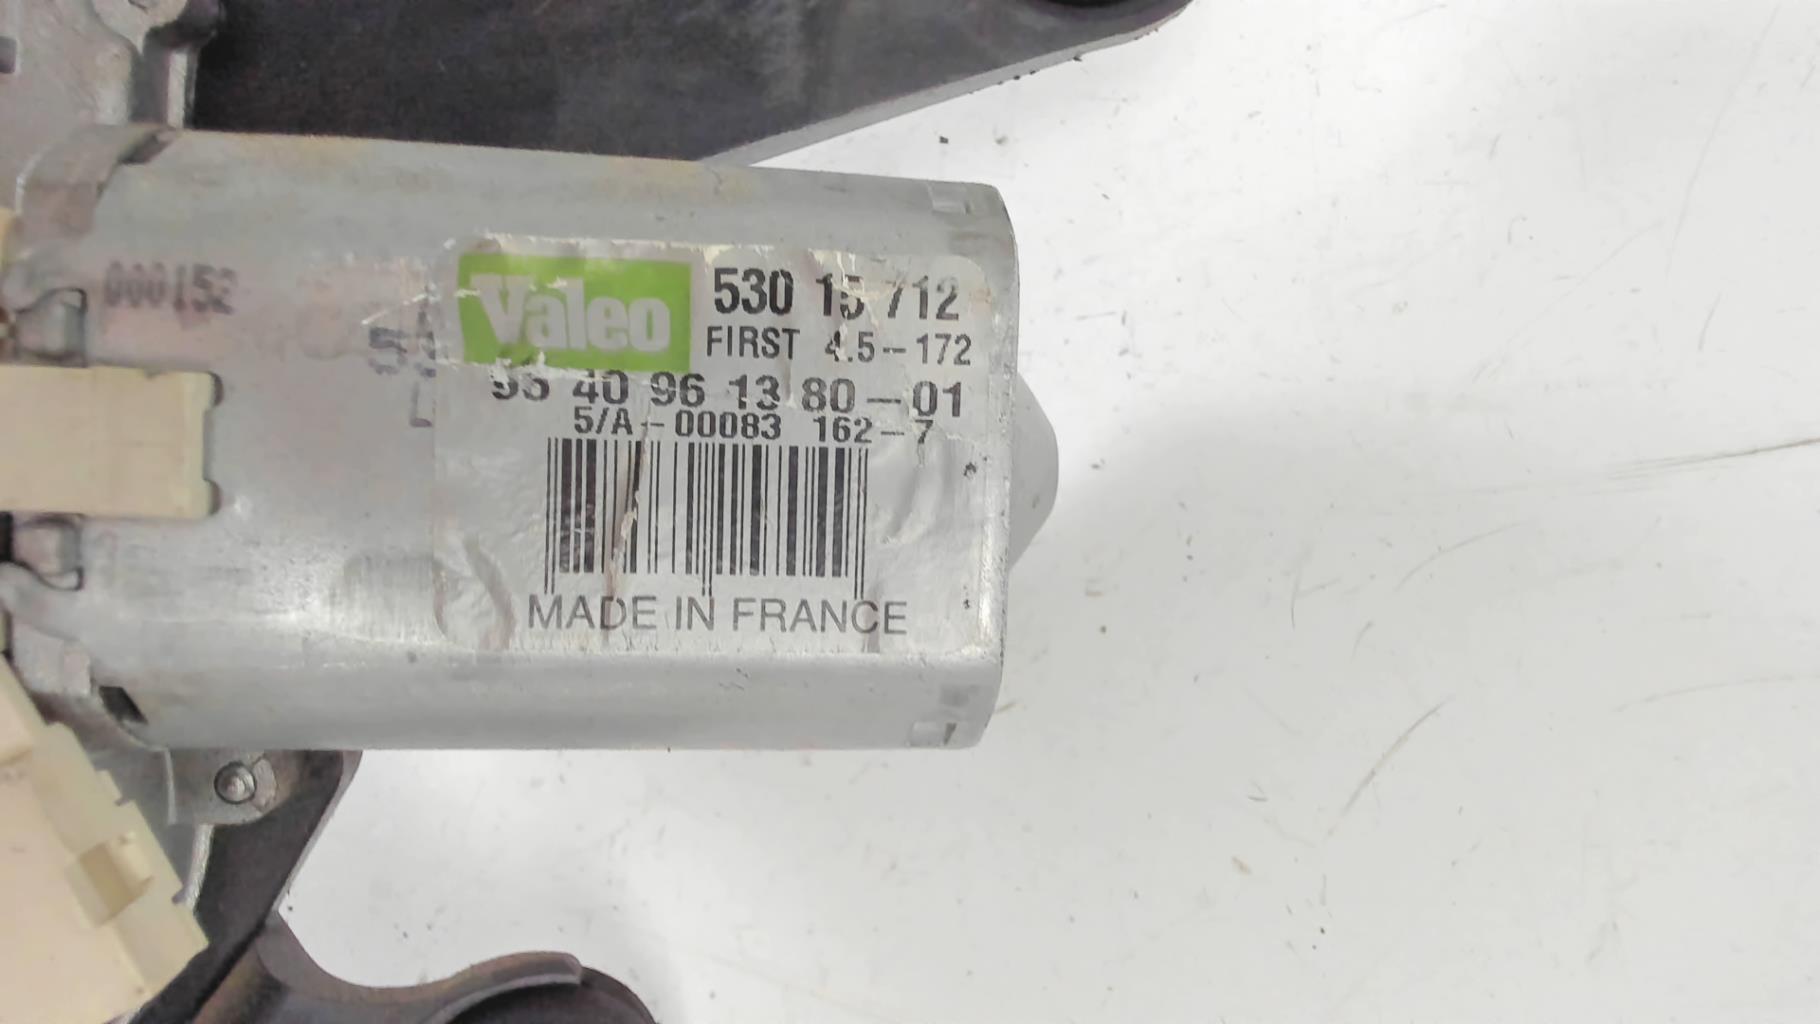 000152
Valeo
530 15 712
FIRST 4.5-172
40 96 13 80-01
5/A-00083 162-7
MADE IN FRANCE